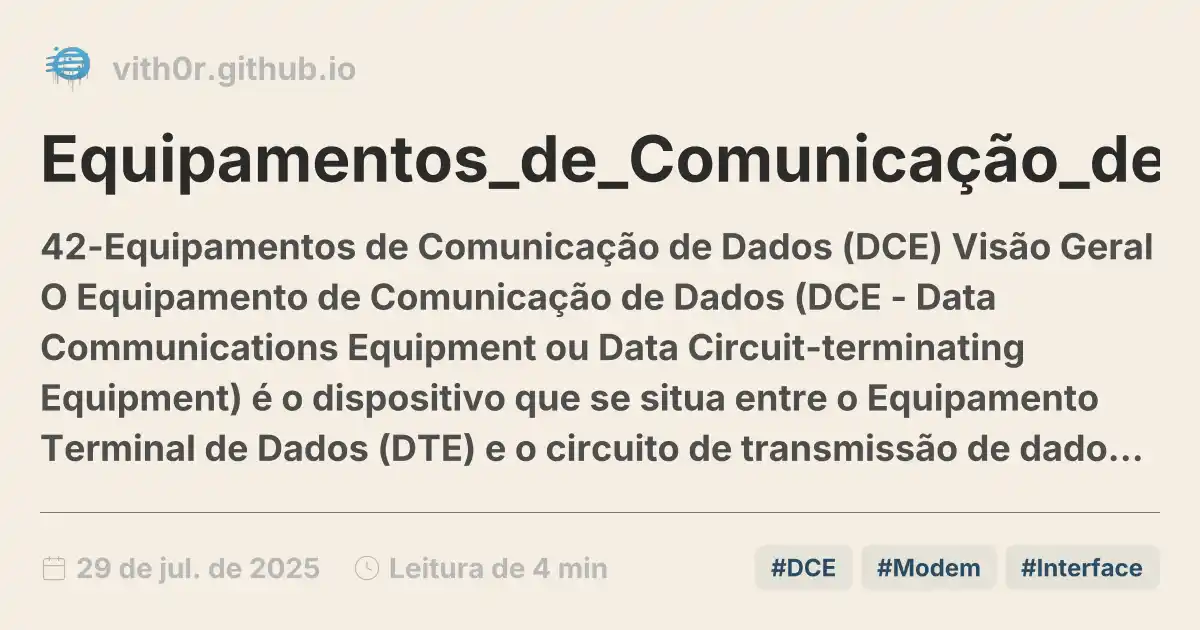 vith0r.github.io
Equipamentos_de_Comunicação_de
42-Equipamentos de Comunicação de Dados (DCE) Visão Geral
O Equipamento de Comunicação de Dados (DCE - Data
Communications Equipment ou Data Circuit-terminating
Equipment) é o dispositivo que se situa entre o Equipamento
Terminal de Dados (DTE) e o circuito de transmissão de dado...
29 de jul. de 2025
Leitura de 4 min
#DCE
#Modem
#Interface